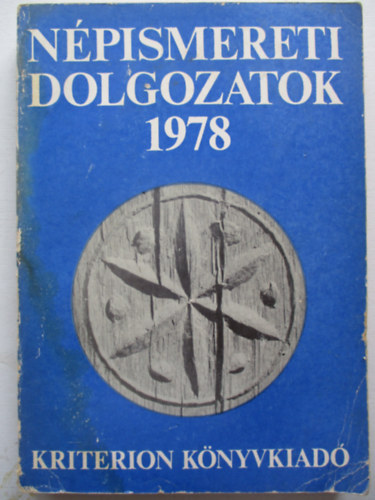 NÉPISMERETI
DOLGOZATOK
1978
KRITERION KÖNYVKIADÓ